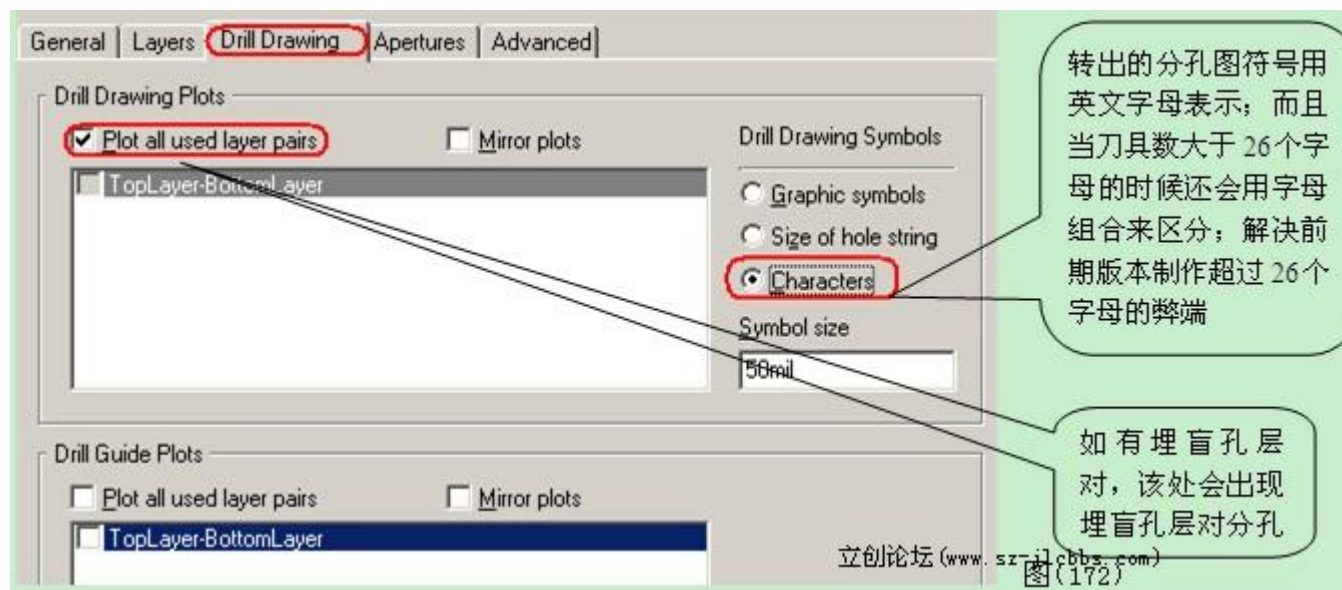 General Layers Drill Drawing Apertures Advanced
Drill Drawing Plots
Plot all used layer pairs
Mirror plots
TopLayer-BottomLayer
Drill Drawing Symbols
Graphic symbols
Size of hole string
Characters
Symbol size
50mil
转出的分孔图符号用
英文字母表示；而且
当刀具数大于 26个字
母的时候还会用字母
组合来区分；解决前
期版本制作超过 26个
字母的弊端
Drill Guide Plots
Plot all used layer pairs
Mirror plots
TopLayer-BottomLayer
如有埋盲孔层
对，该处会出现
埋盲孔层对分孔
立创论坛(www.sz-jlcbbs.com)
图(172)